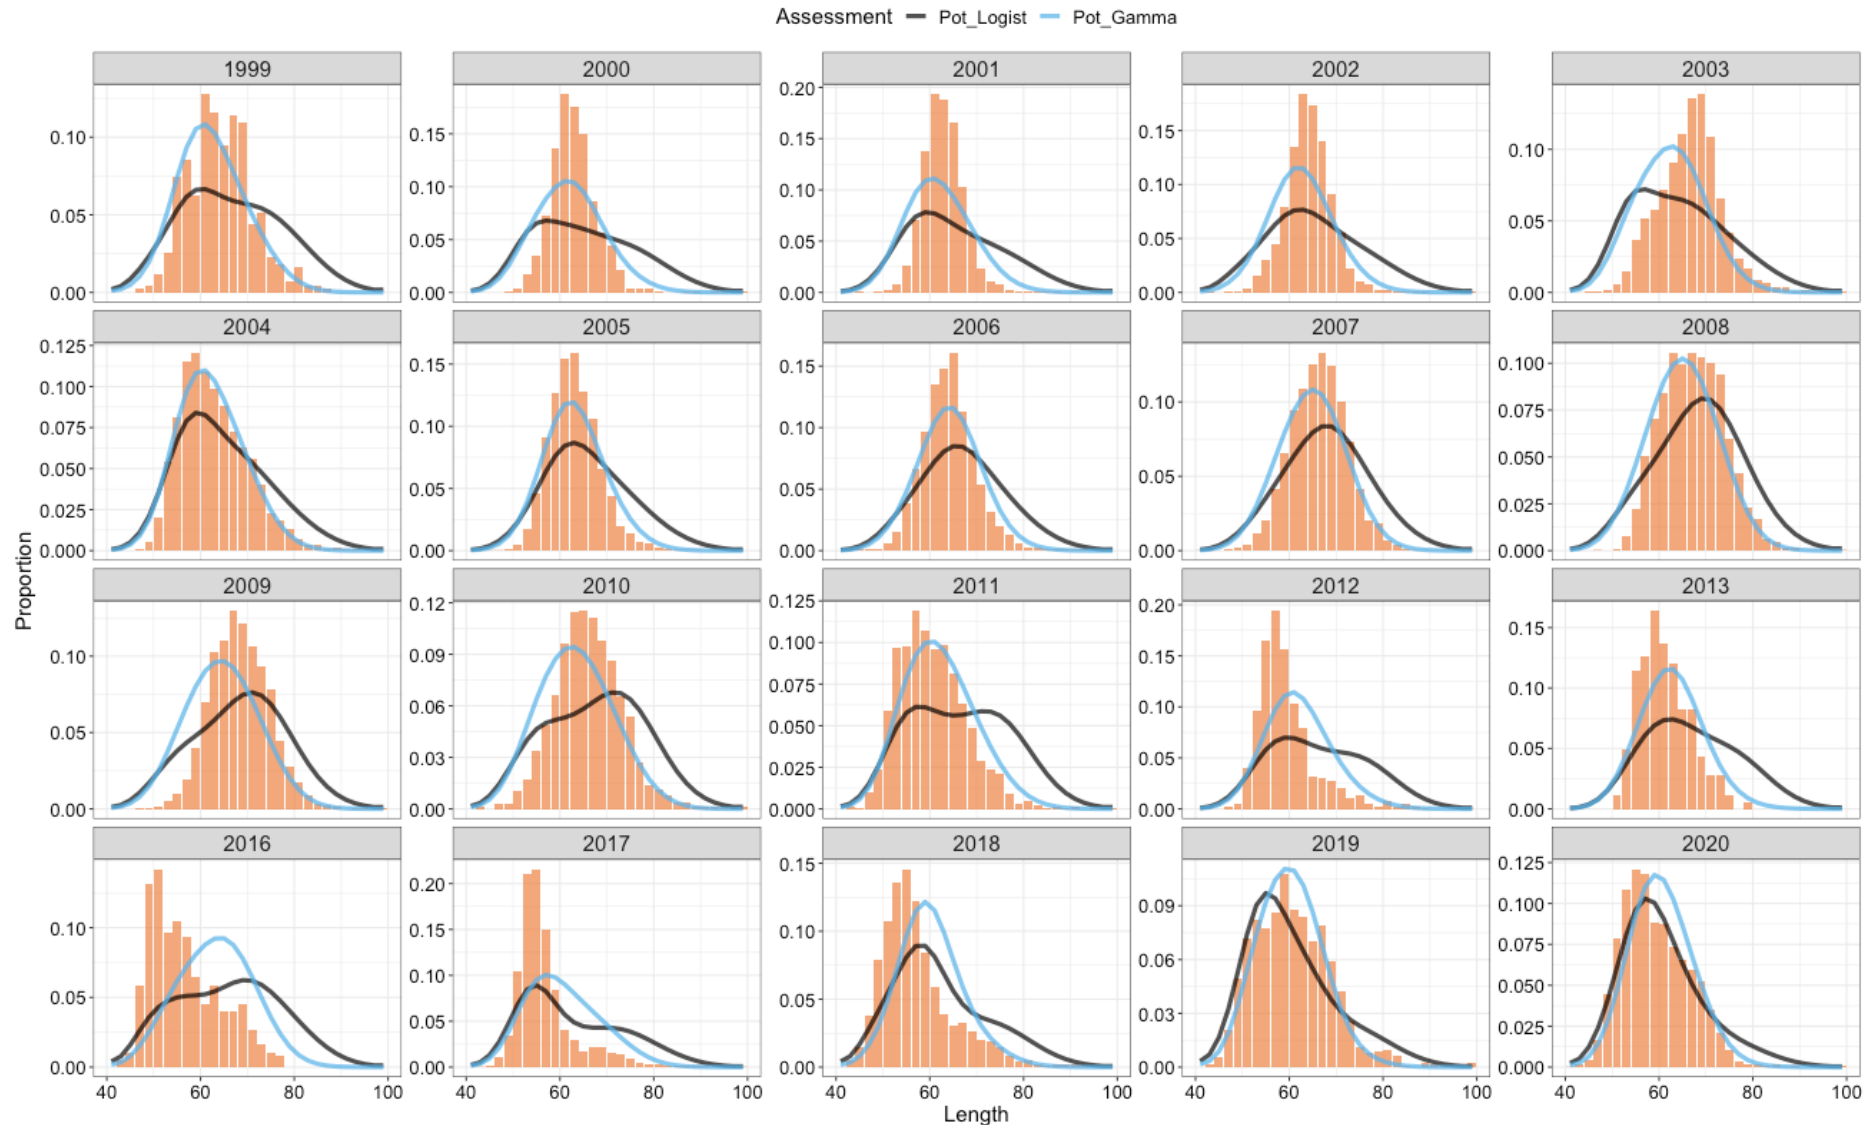 Assessment Pot_Logist Pot_Gamma
1999 2000 2001 2002 2003
0.10 0.05 0.00
0.15 0.10 0.05 0.00
0.20 0.15 0.10 0.05 0.00
0.15 0.10 0.05 0.00
0.10 0.05 0.00
2004 2005 2006 2007 2008
0.125 0.100 0.075 0.050 0.025 0.000
0.15 0.10 0.05 0.00
0.15 0.10 0.05 0.00
0.10 0.05 0.00
0.100 0.075 0.050 0.025 0.000
Proportion
2009 2010 2011 2012 2013
0.10 0.05 0.00
0.12 0.09 0.06 0.03 0.00
0.125 0.100 0.075 0.050 0.025 0.000
0.20 0.15 0.10 0.05 0.00
0.15 0.10 0.05 0.00
2016 2017 2018 2019 2020
0.10 0.05 0.00
0.20 0.15 0.10 0.05 0.00
0.15 0.10 0.05 0.00
0.09 0.06 0.03 0.00
0.125 0.100 0.075 0.050 0.025 0.000
40 60 80 100 40 60 80 100 40 60 80 100 40 60 80 100 40 60 80 100
Length